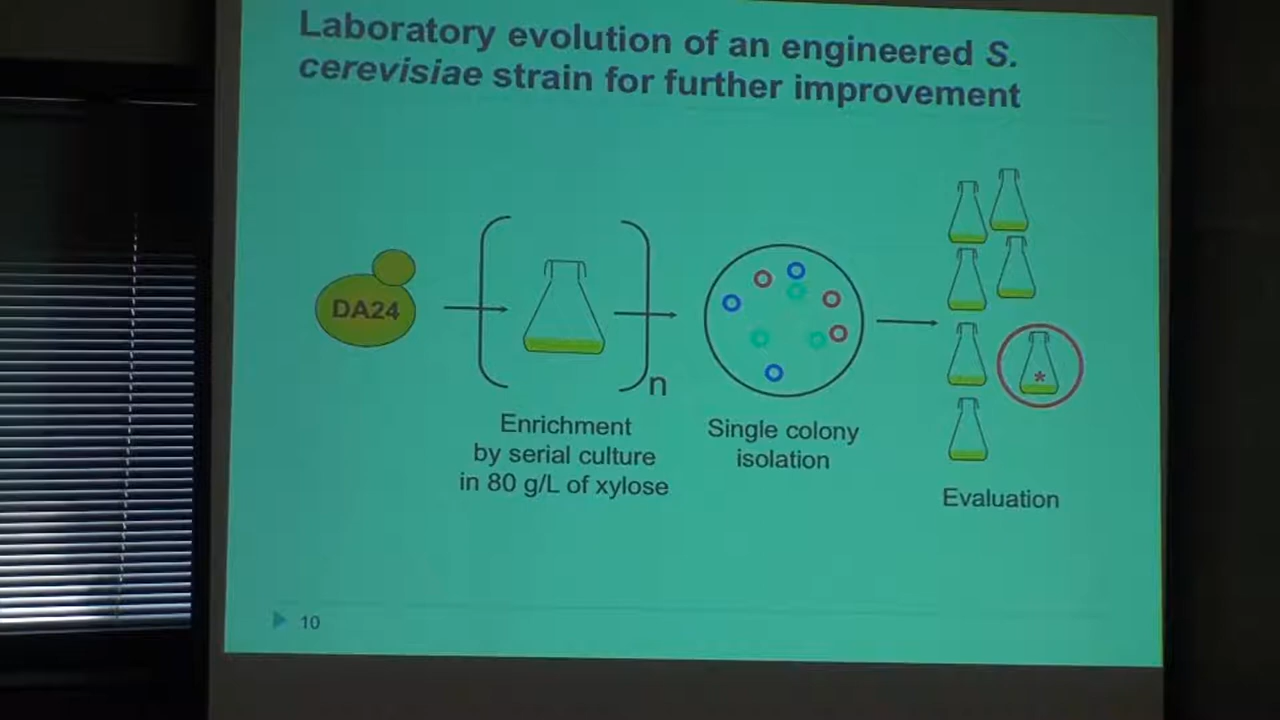 Laboratory evolution of an engineered S.
cerevisiae strain for further improvement
DA24
n
*
Enrichment
by serial culture
in 80 g/L of xylose
Single colony
isolation
Evaluation
10